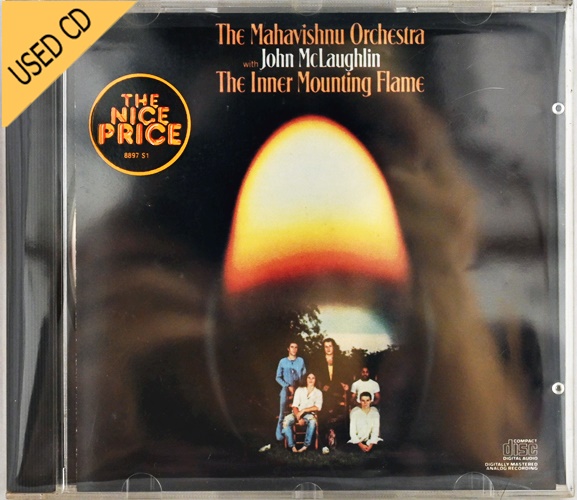 USED CD
The Mahavishnu Orchestra
with John McLaughlin
The Inner Mounting Flame
THE
NICE
PRICE
8897 S1
COMPACT
disc
DIGITAL AUDIO
DIGITALLY MASTERED
ANALOG RECORDING